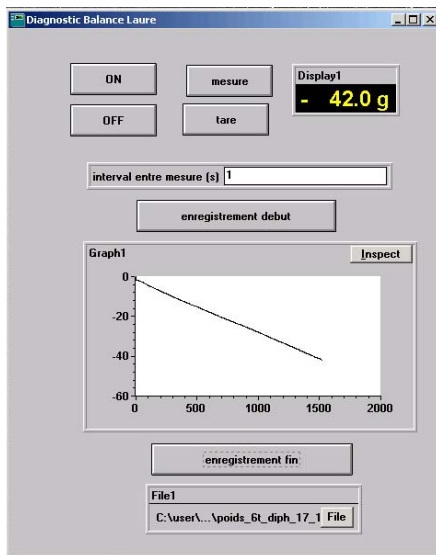 Diagnostic Balance Laure
ON
mesure
Display1
- 42.0 g
OFF
tare
interval entre mesure (s) 1
enregistrement debut
Graph1
Inspect
0
-20
-40
-60
0 500 1000 1500 2000
enregistrement fin
File1
C:\user\...\poids_6t_diph_17_1 File